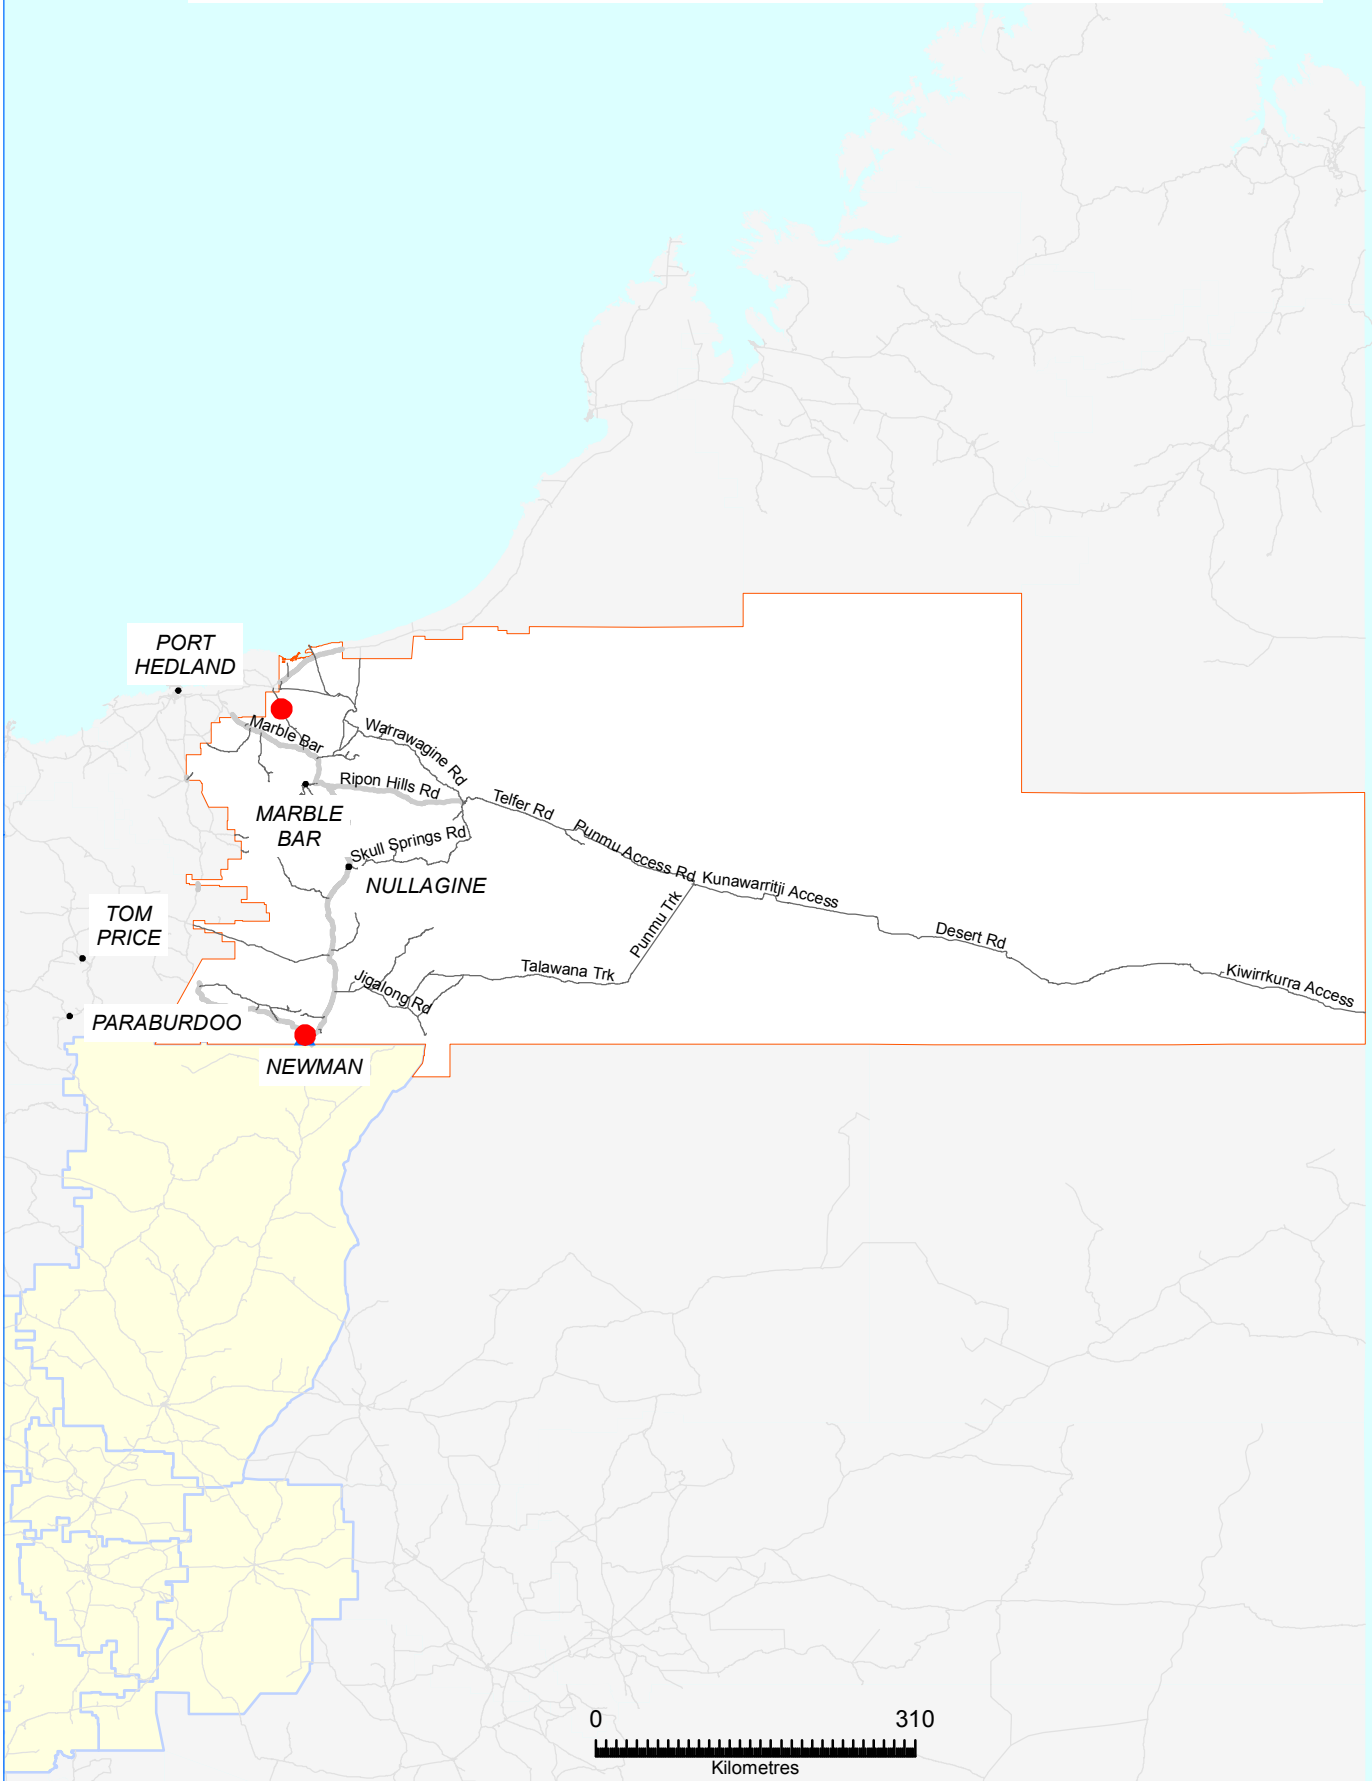 PORT
HEDLAND
Marble Bar
Warrawagine Rd
Ripon Hills Rd
MARBLE
BAR
Telfer Rd
Skull Springs Rd
Punmu Access Rd
NULLAGINE
Kunawarritji Access
TOM
PRICE
Punmu Trk
Desert Rd
Talawana Trk
Kiwirrkurra Access
Jigalong Rd
PARABURDOO
NEWMAN
0 310
Kilometres